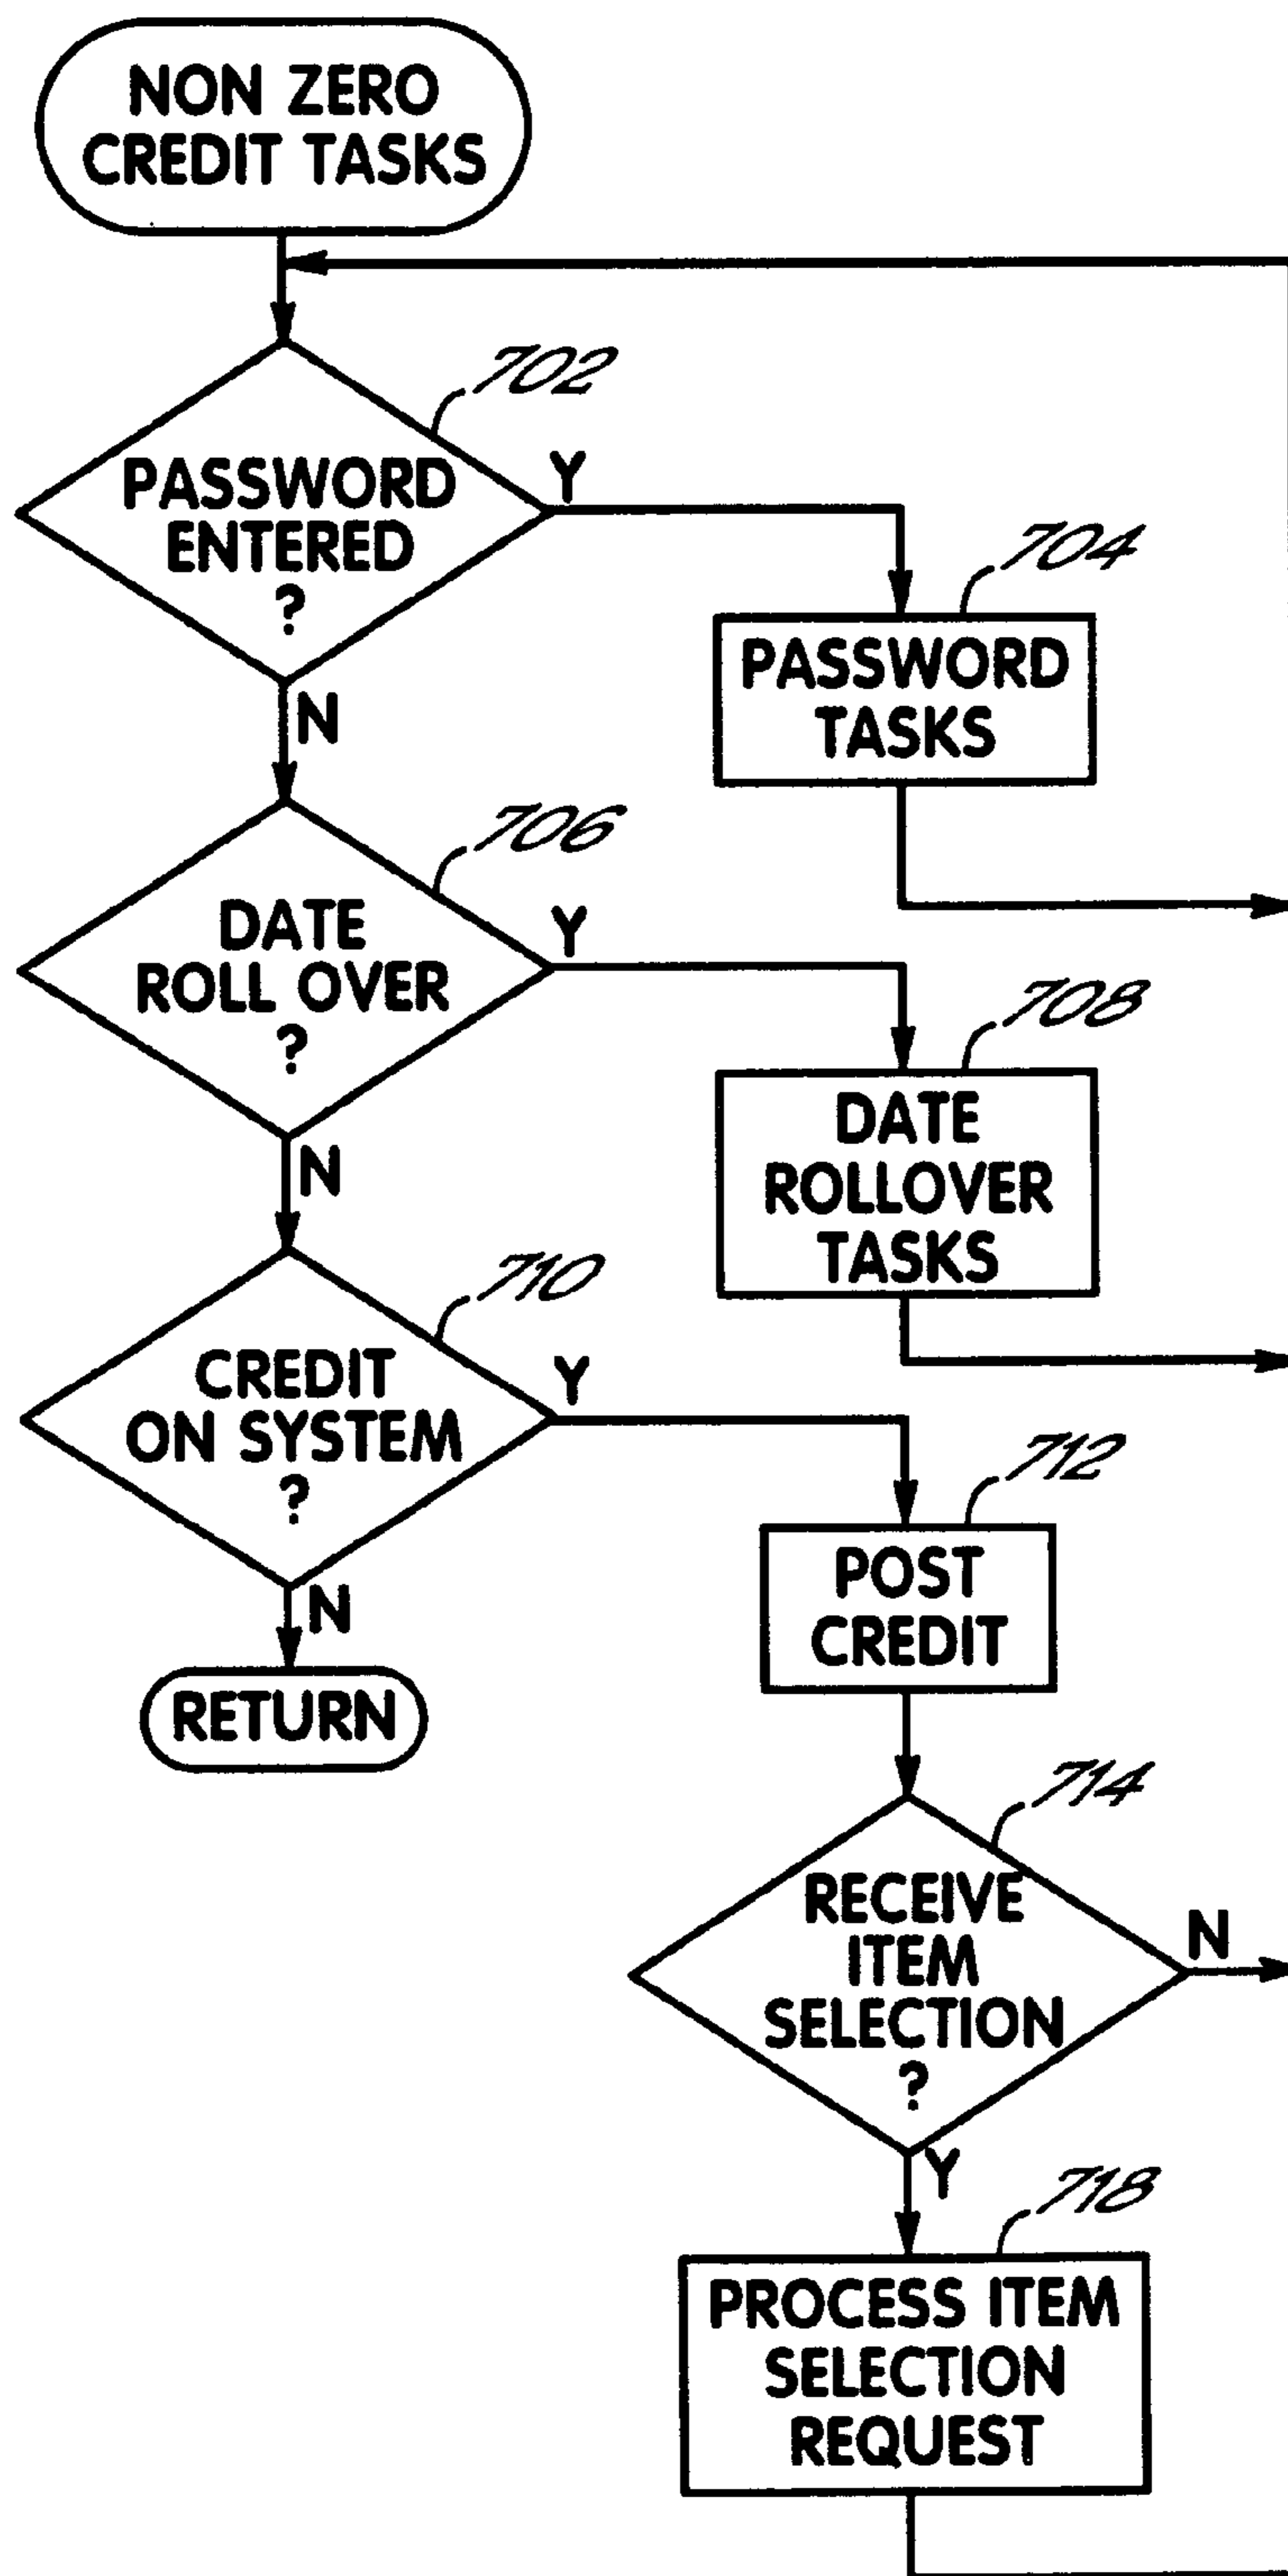 NON ZERO
CREDIT TASKS
702
PASSWORD
ENTERED
?
Y
N
704
PASSWORD
TASKS
706
DATE
ROLL OVER
?
Y
N
708
DATE
ROLLOVER
TASKS
710
CREDIT
ON SYSTEM
?
Y
N
RETURN
712
POST
CREDIT
714
RECEIVE
ITEM
SELECTION
?
N
Y
718
PROCESS ITEM
SELECTION
REQUEST